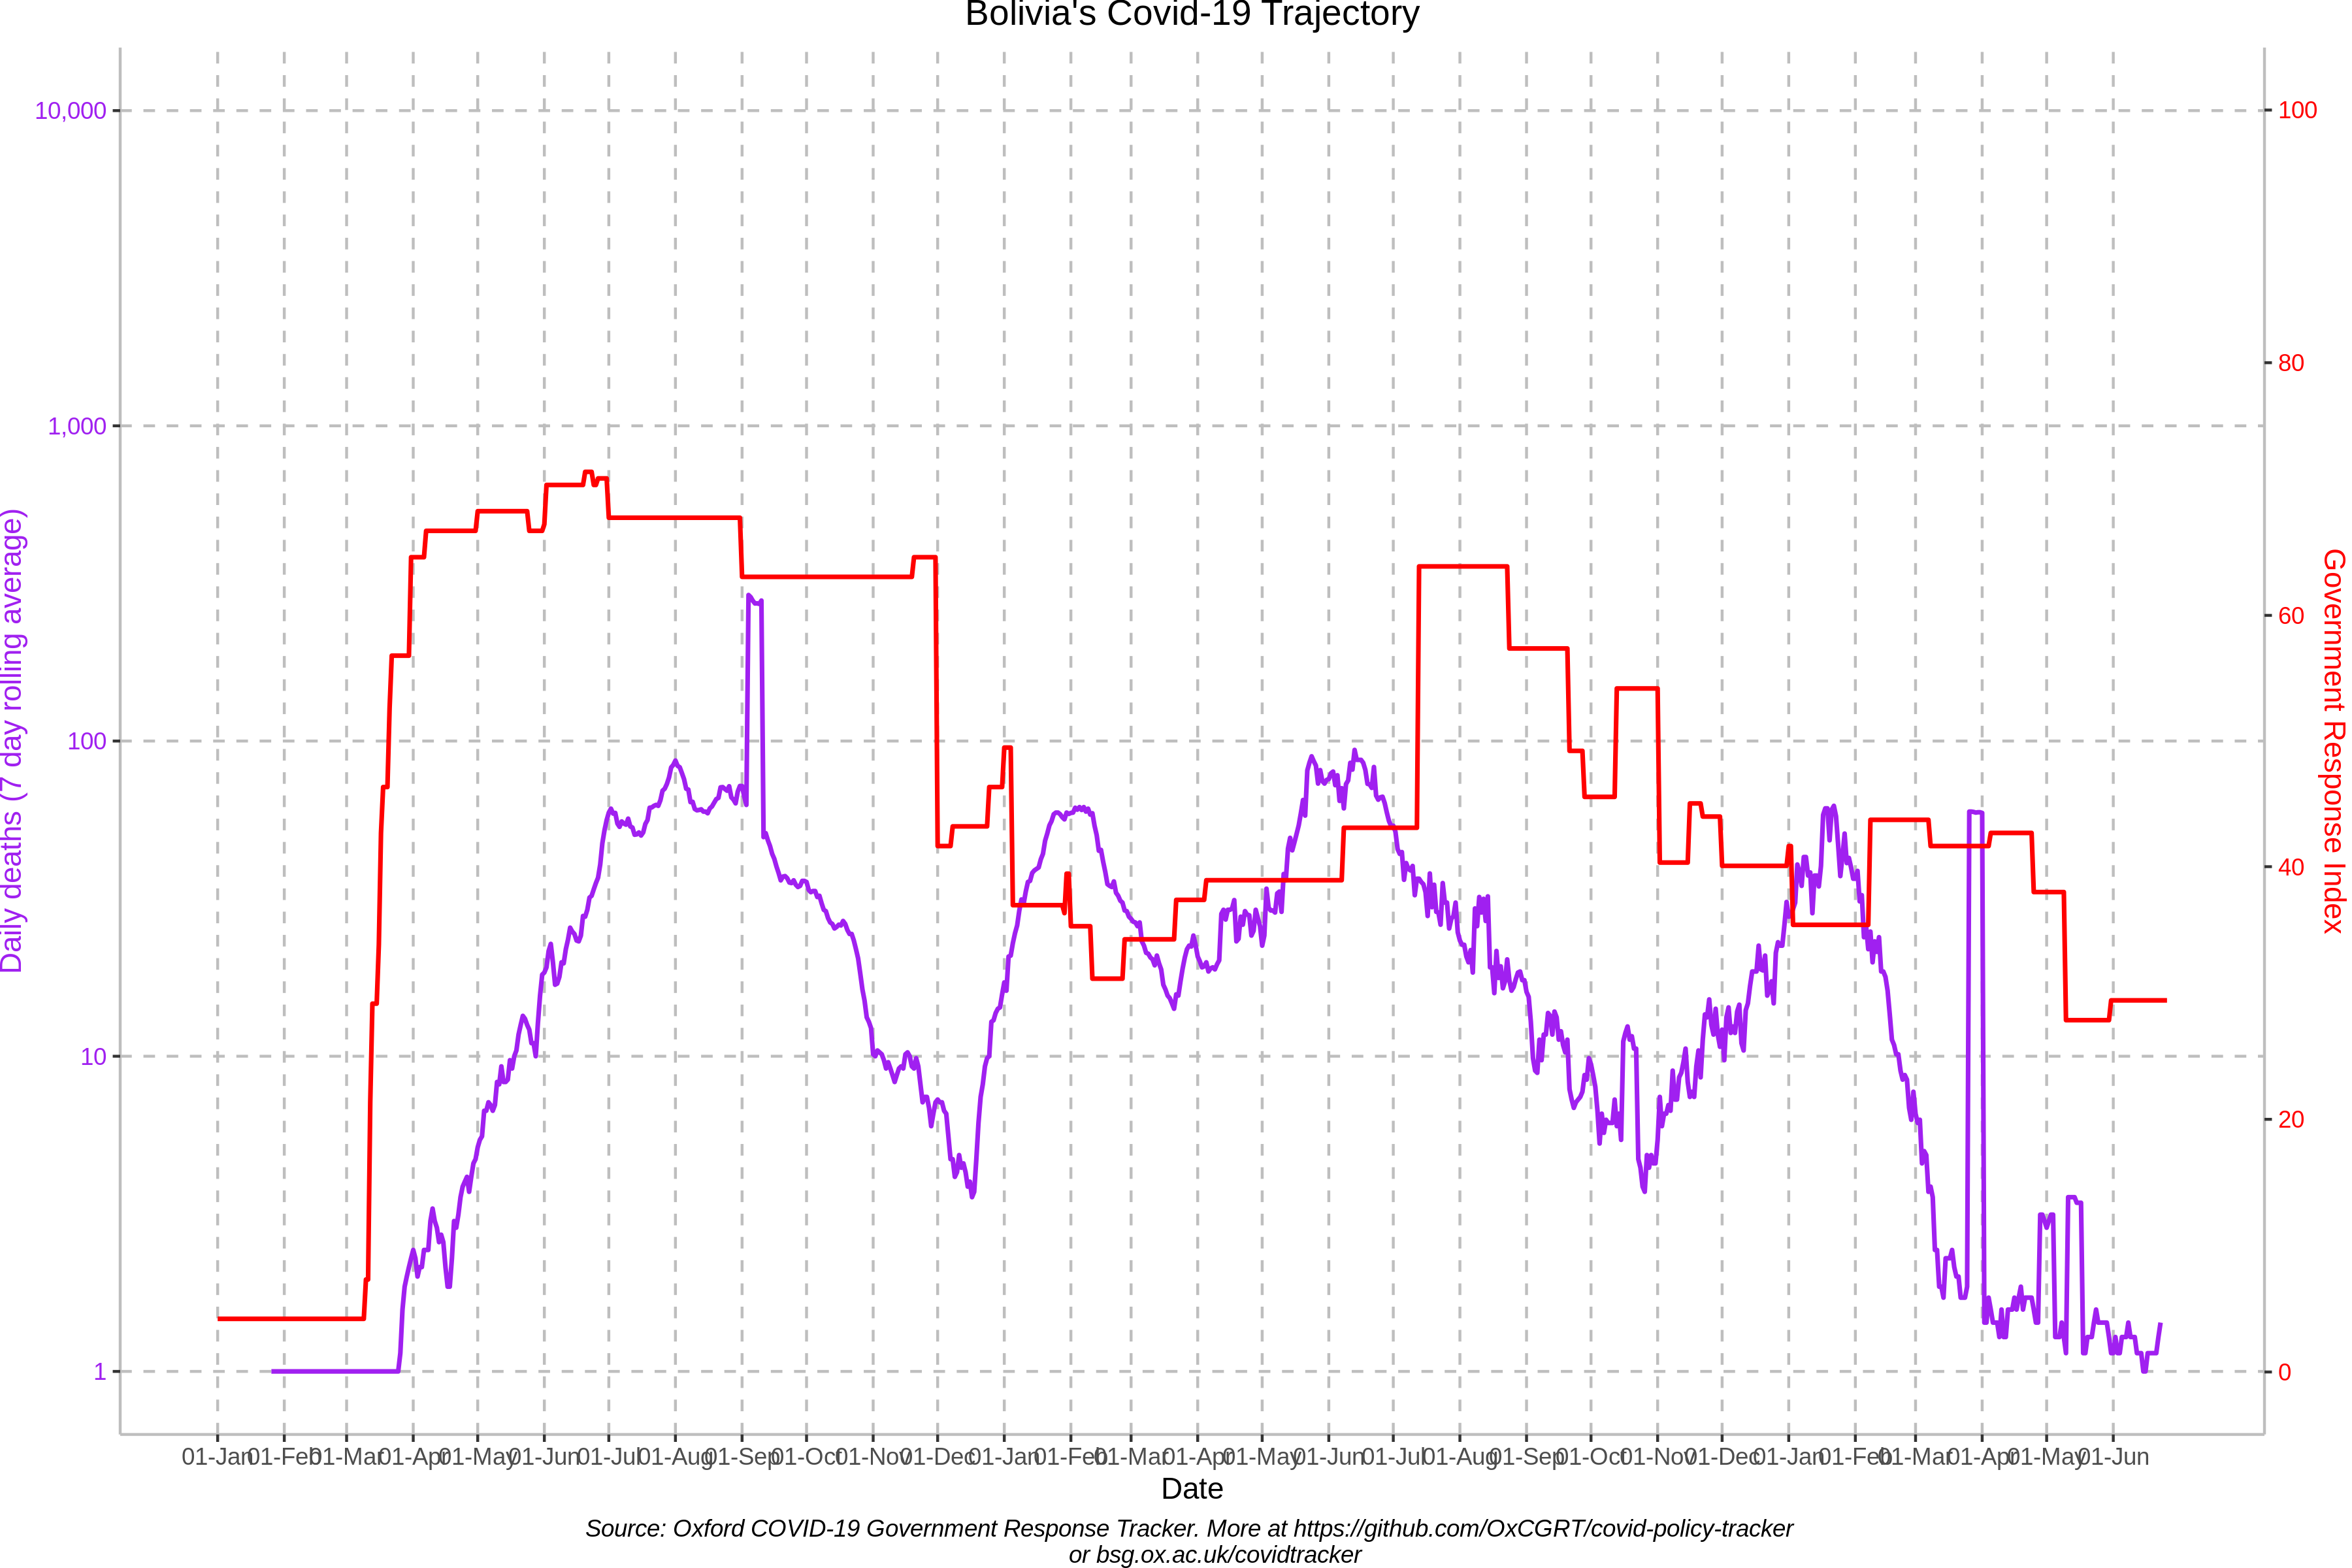 Bolivia's Covid-19 Trajectory
10,000
1,000
100
10
1
Daily deaths (7 day rolling average)
100
80
60
40
20
0
Government Response Index
01-Jan 01-Feb 01-Mar 01-Apr 01-May 01-Jun 01-Jul 01-Aug 01-Sep 01-Oct 01-Nov 01-Dec 01-Jan 01-Feb 01-Mar 01-Apr 01-May 01-Jun 01-Jul 01-Aug 01-Sep 01-Oct 01-Nov 01-Dec 01-Jan 01-Feb 01-Mar 01-Apr 01-May 01-Jun
Date
Source: Oxford COVID-19 Government Response Tracker. More at https://github.com/OxCGRT/covid-policy-tracker
or bsg.ox.ac.uk/covidtracker